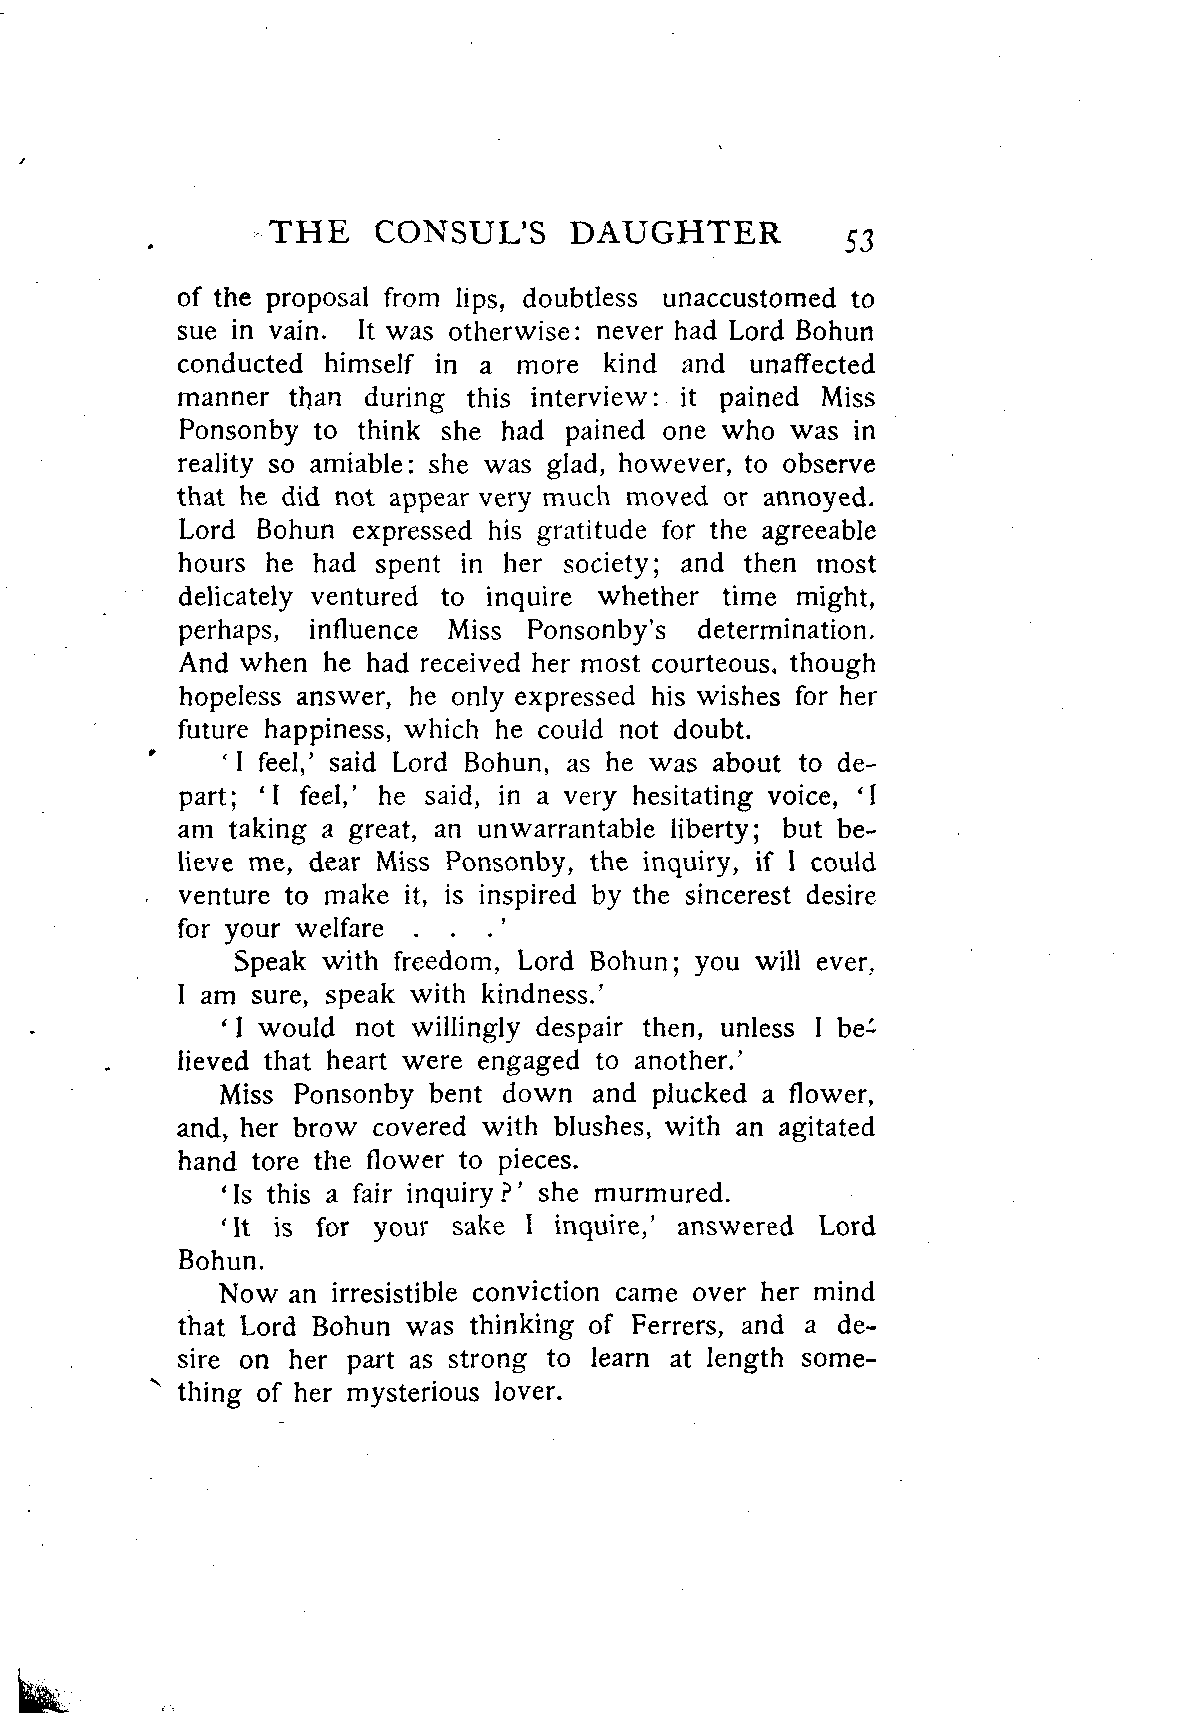 THE CONSUL'S DAUGHTER 53
of the proposal from lips, doubtless unaccustomed to
sue in vain. It was otherwise: never had Lord Bohun
conducted himself in a more kind and unaffected
manner than during this interview: it pained Miss
Ponsonby to think she had pained one who was in
reality so amiable: she was glad, however, to observe
that he did not appear very much moved or annoyed.
Lord Bohun expressed his gratitude for the agreeable
hours he had spent in her society; and then most
delicately ventured to inquire whether time might,
perhaps, influence Miss Ponsonby's determination.
And when he had received her most courteous, though
hopeless answer, he only expressed his wishes for her
future happiness, which he could not doubt.
‘I feel,’ said Lord Bohun, as he was about to de-
part; ‘I feel,’ he said, in a very hesitating voice, ‘I
am taking a great, an unwarrantable liberty; but be-
lieve me, dear Miss Ponsonby, the inquiry, if I could
venture to make it, is inspired by the sincerest desire
for your welfare . . .’
Speak with freedom, Lord Bohun; you will ever,
I am sure, speak with kindness.’
‘I would not willingly despair then, unless I be-
lieved that heart were engaged to another.’
Miss Ponsonby bent down and plucked a flower,
and, her brow covered with blushes, with an agitated
hand tore the flower to pieces.
‘Is this a fair inquiry?’ she murmured.
‘It is for your sake I inquire,’ answered Lord
Bohun.
Now an irresistible conviction came over her mind
that Lord Bohun was thinking of Ferrers, and a de-
sire on her part as strong to learn at length some-
thing of her mysterious lover.